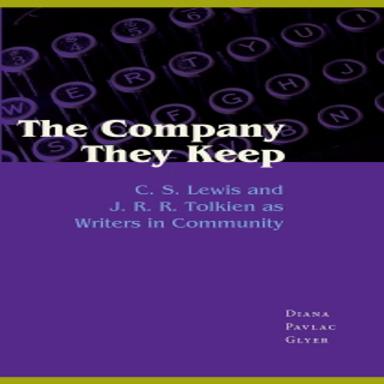 The Company
They Keep
C. S. Lewis and
J. R. R. Tolkien as
Writers in Community
Diana
Pavlac
Glyer